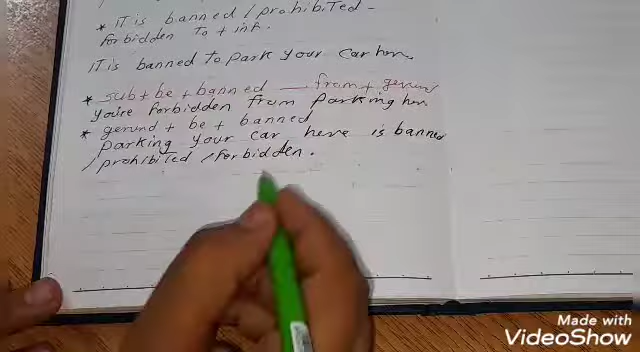 * IT is banned / prohibited -
forbidden To + inf.
IT is banned To Park your Car here.
* sub + be + banned — from + gerund
you're forbidden from Parking here
* gerund + be + banned
parking your car here is banned
/ prohibited / forbidden.
Made with
VideoShow